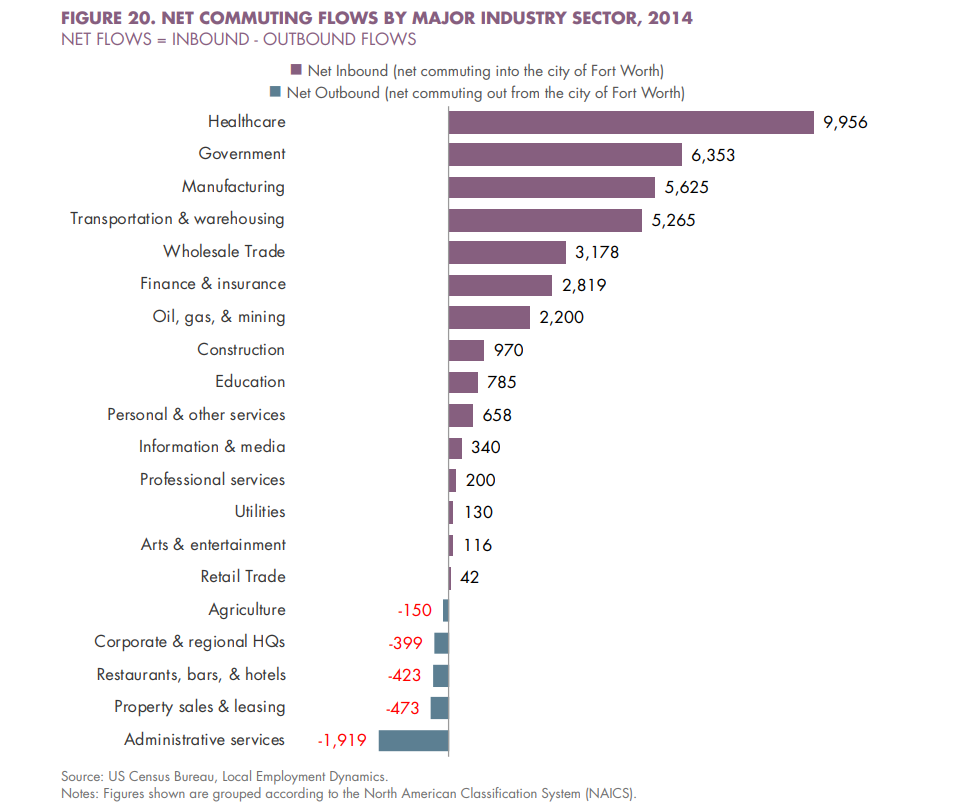 FIGURE 20. NET COMMUTING FLOWS BY MAJOR INDUSTRY SECTOR, 2014
NET FLOWS = INBOUND - OUTBOUND FLOWS
Net Inbound (net commuting into the city of Fort Worth)
Net Outbound (net commuting out from the city of Fort Worth)
Healthcare 9,956
Government 6,353
Manufacturing 5,625
Transportation & warehousing 5,265
Wholesale Trade 3,178
Finance & insurance 2,819
Oil, gas, & mining 2,200
Construction 970
Education 785
Personal & other services 658
Information & media 340
Professional services 200
Utilities 130
Arts & entertainment 116
Retail Trade 42
Agriculture -150
Corporate & regional HQs -399
Restaurants, bars, & hotels -423
Property sales & leasing -473
Administrative services -1,919
Source: US Census Bureau, Local Employment Dynamics.
Notes: Figures shown are grouped according to the North American Classification System (NAICS).